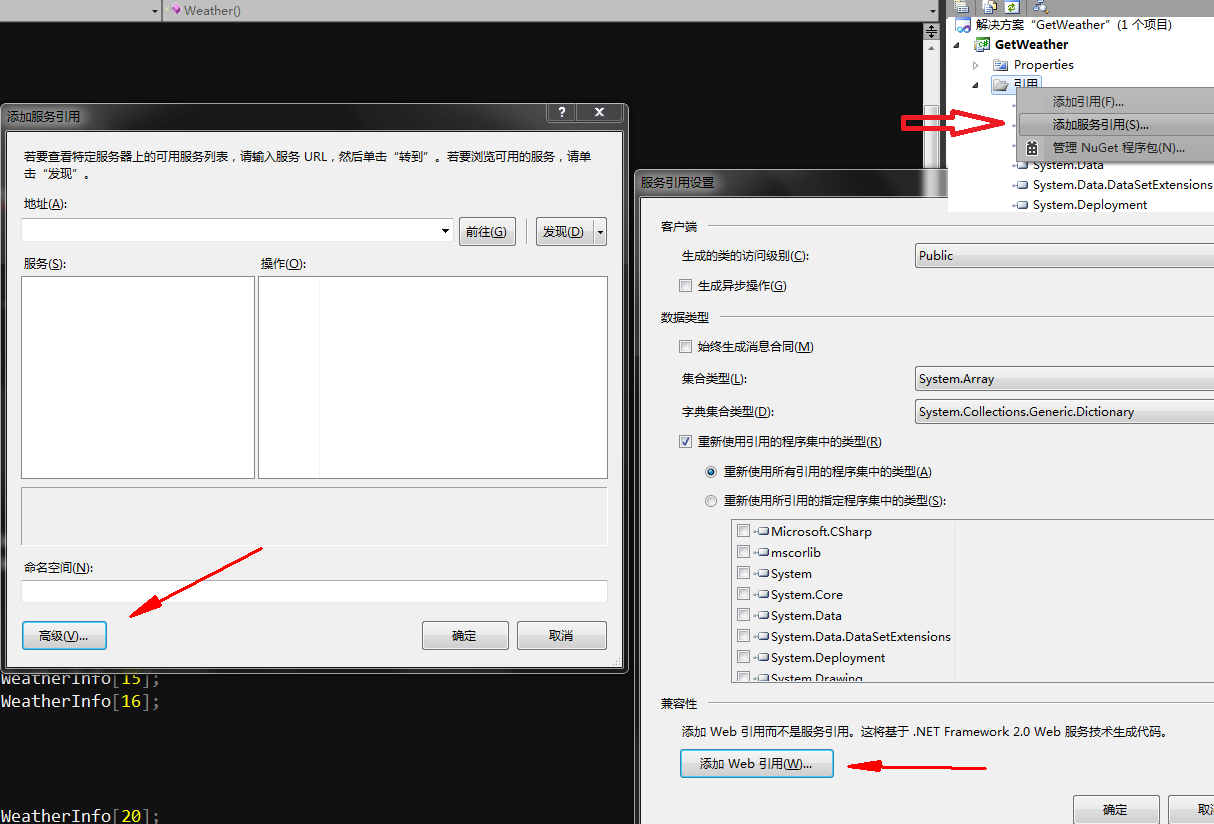 Weather()
解决方案 "GetWeather" (1 个项目)
GetWeather
Properties
引用
添加引用(F)...
添加服务引用(S)...
管理 NuGet 程序包(N)...
System.Data
System.Data.DataSetExtensions
System.Deployment
添加服务引用
若要查看特定服务器上的可用服务列表，请输入服务 URL，然后单击“转到”。若要浏览可用的服务，请单
击“发现”。
地址(A):
前往(G)
发现(D)
服务(S):
操作(O):
命名空间(N):
高级(V)...
确定
取消
服务引用设置
客户端
生成的类的访问级别(C):
Public
生成异步操作(G)
数据类型
始终生成消息合同(M)
集合类型(L):
System.Array
字典集合类型(D):
System.Collections.Generic.Dictionary
重新使用引用的程序集中的类型(R)
重新使用所有引用的程序集中的类型(A)
重新使用所引用的指定程序集中的类型(S):
Microsoft.CSharp
mscorlib
System
System.Core
System.Data
System.Data.DataSetExtensions
System.Deployment
System.Drawing
兼容性
添加 Web 引用而不是服务引用。这将基于 .NET Framework 2.0 Web 服务技术生成代码。
添加 Web 引用(W)...
确定
取
WeatherInfo[15];
WeatherInfo[16];
WeatherInfo[20];